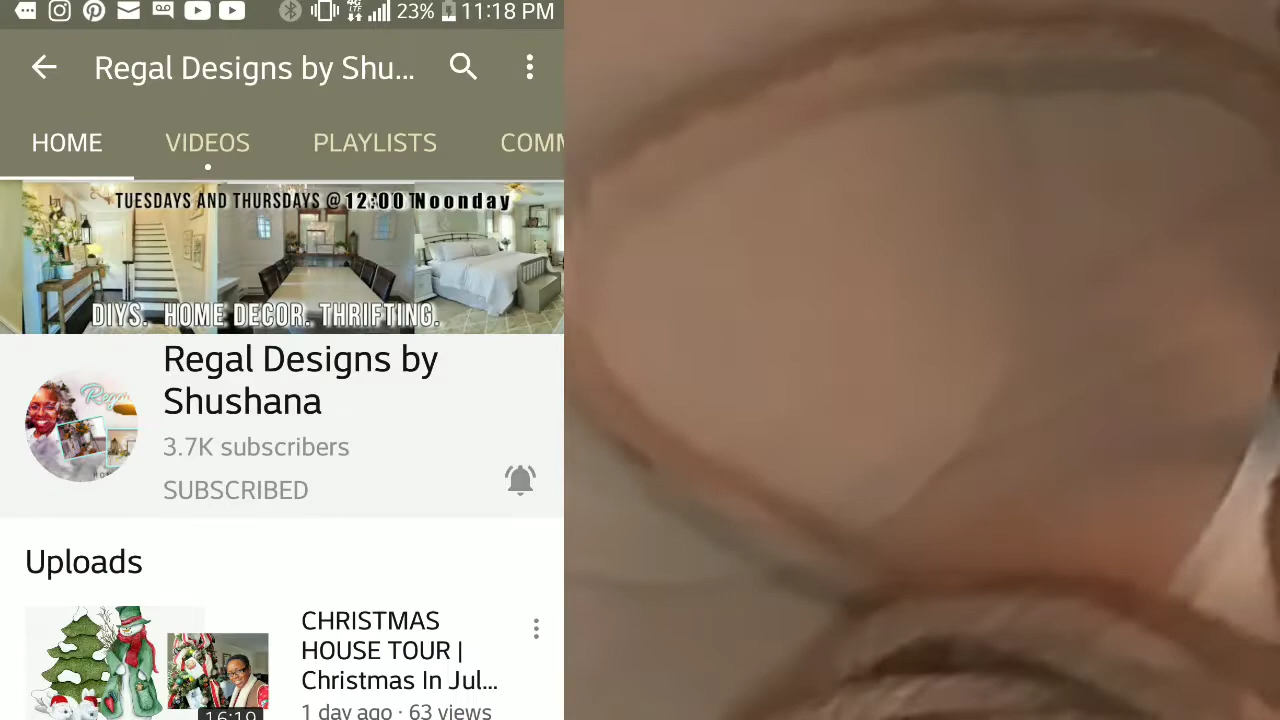 23% 11:18 PM
Regal Designs by Shu...
HOME VIDEOS PLAYLISTS COMM
TUESDAYS AND THURSDAYS @ 12:00 Noonday
DIYS. HOME DECOR. THRIFTING.
Regal Designs by
Shushana
3.7K subscribers
SUBSCRIBED
Uploads
CHRISTMAS
HOUSE TOUR |
Christmas In Jul...
1 day ago · 63 views
16:19